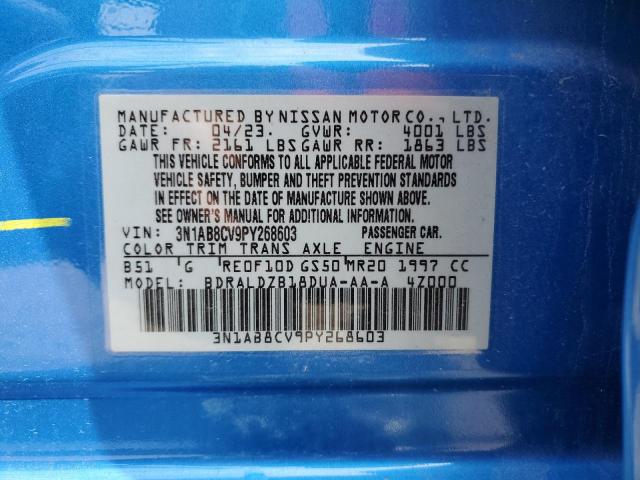 MANUFACTURED BY NISSAN MOTOR CO., LTD.
DATE: 04/23. GVWR: 4001 LBS
GAWR FR: 2161 LBS GAWR RR: 1863 LBS
THIS VEHICLE CONFORMS TO ALL APPLICABLE FEDERAL MOTOR
VEHICLE SAFETY, BUMPER AND THEFT PREVENTION STANDARDS
IN EFFECT ON THE DATE OF MANUFACTURE SHOWN ABOVE.
SEE OWNER'S MANUAL FOR ADDITIONAL INFORMATION.
VIN: 3N1AB8CV9PY268603 PASSENGER CAR.
COLOR TRIM TRANS AXLE ENGINE
B51 G RE0F10D GS50 MR20 1997 CC
MODEL: BDRALDZB18DUA-AA-A 4Z000
3N1AB8CV9PY268603